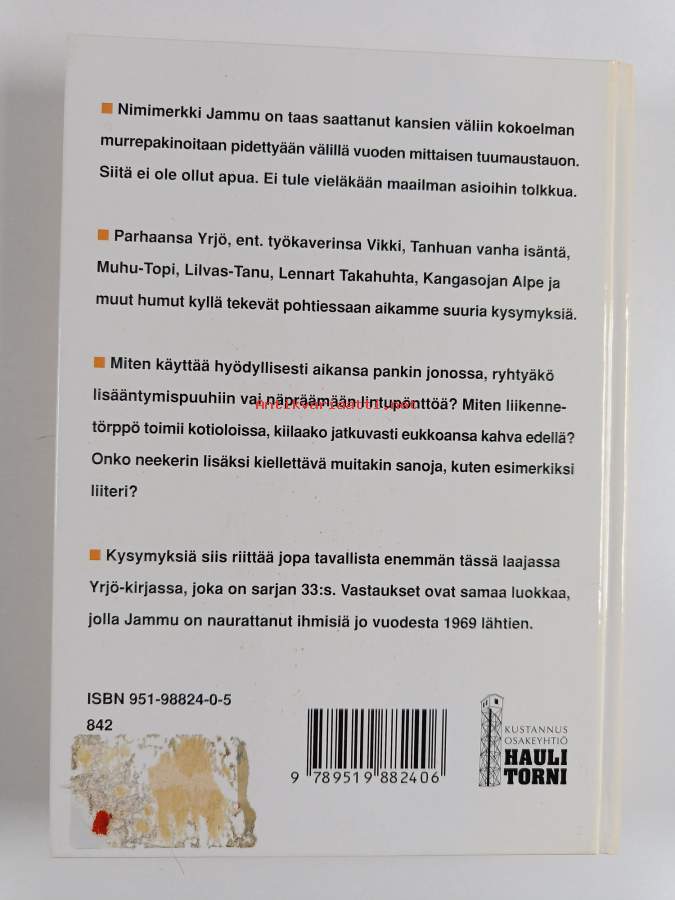 ■ Nimimerkki Jammu on taas saattanut kansien väliin kokoelman
murrepakinoitaan pidettyään välillä vuoden mittaisen tuumaustauon.
Siitä ei ole ollut apua. Ei tule vieläkään maailman asioihin tolkkua.
■ Parhaansa Yrjö, ent. työkaverinsa Vikki, Tanhuan vanha isäntä,
Muhu-Topi, Lilvas-Tanu, Lennart Takahuhta, Kangasojan Alpe ja
muut humut kyllä tekevät pohtiessaan aikamme suuria kysymyksiä.
■ Miten käyttää hyödyllisesti aikansa pankin jonossa, ryhtyäkö
lisääntymispuuhiin vai näpräämään lintupönttöä? Miten liikenne-
Antikvariaatti.net
törppö toimii kotioloissa, kiilaako jatkuvasti eukkoansa kahva edellä?
Onko neekerin lisäksi kiellettävä muitakin sanoja, kuten esimerkiksi
liiteri?
■ Kysymyksiä siis riittää jopa tavallista enemmän tässä laajassa
Yrjö-kirjassa, joka on sarjan 33:s. Vastaukset ovat samaa luokkaa,
jolla Jammu on naurattanut ihmisiä jo vuodesta 1969 lähtien.
ISBN 951-98824-0-5
842
9 789519 882406
KUSTANNUS
OSAKEYHTIÖ
HAULI
TORNI